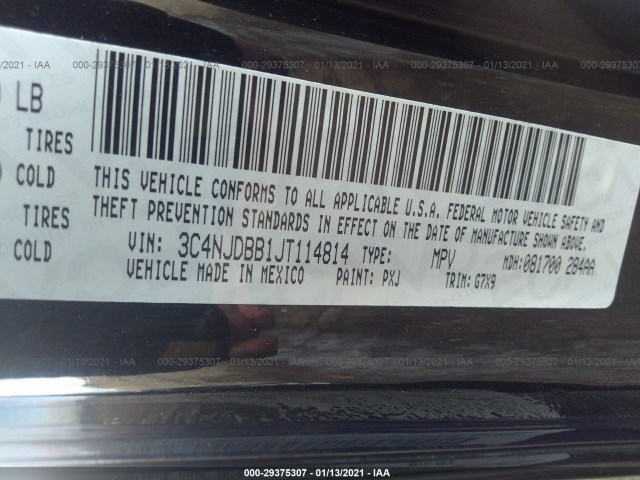 LB
TIRES
COLD
TIRES
COLD
THIS VEHICLE CONFORMS TO ALL APPLICABLE U.S.A. FEDERAL MOTOR VEHICLE SAFETY AND
THEFT PREVENTION STANDARDS IN EFFECT ON THE DATE OF MANUFACTURE SHOWN ABOVE.
VIN: 3C4NJDBB1JT114814 TYPE: MPV MDH:081700 284AA
VEHICLE MADE IN MEXICO PAINT: PXJ TRIM: G7X9
000-29375307 - 01/13/2021 - IAA